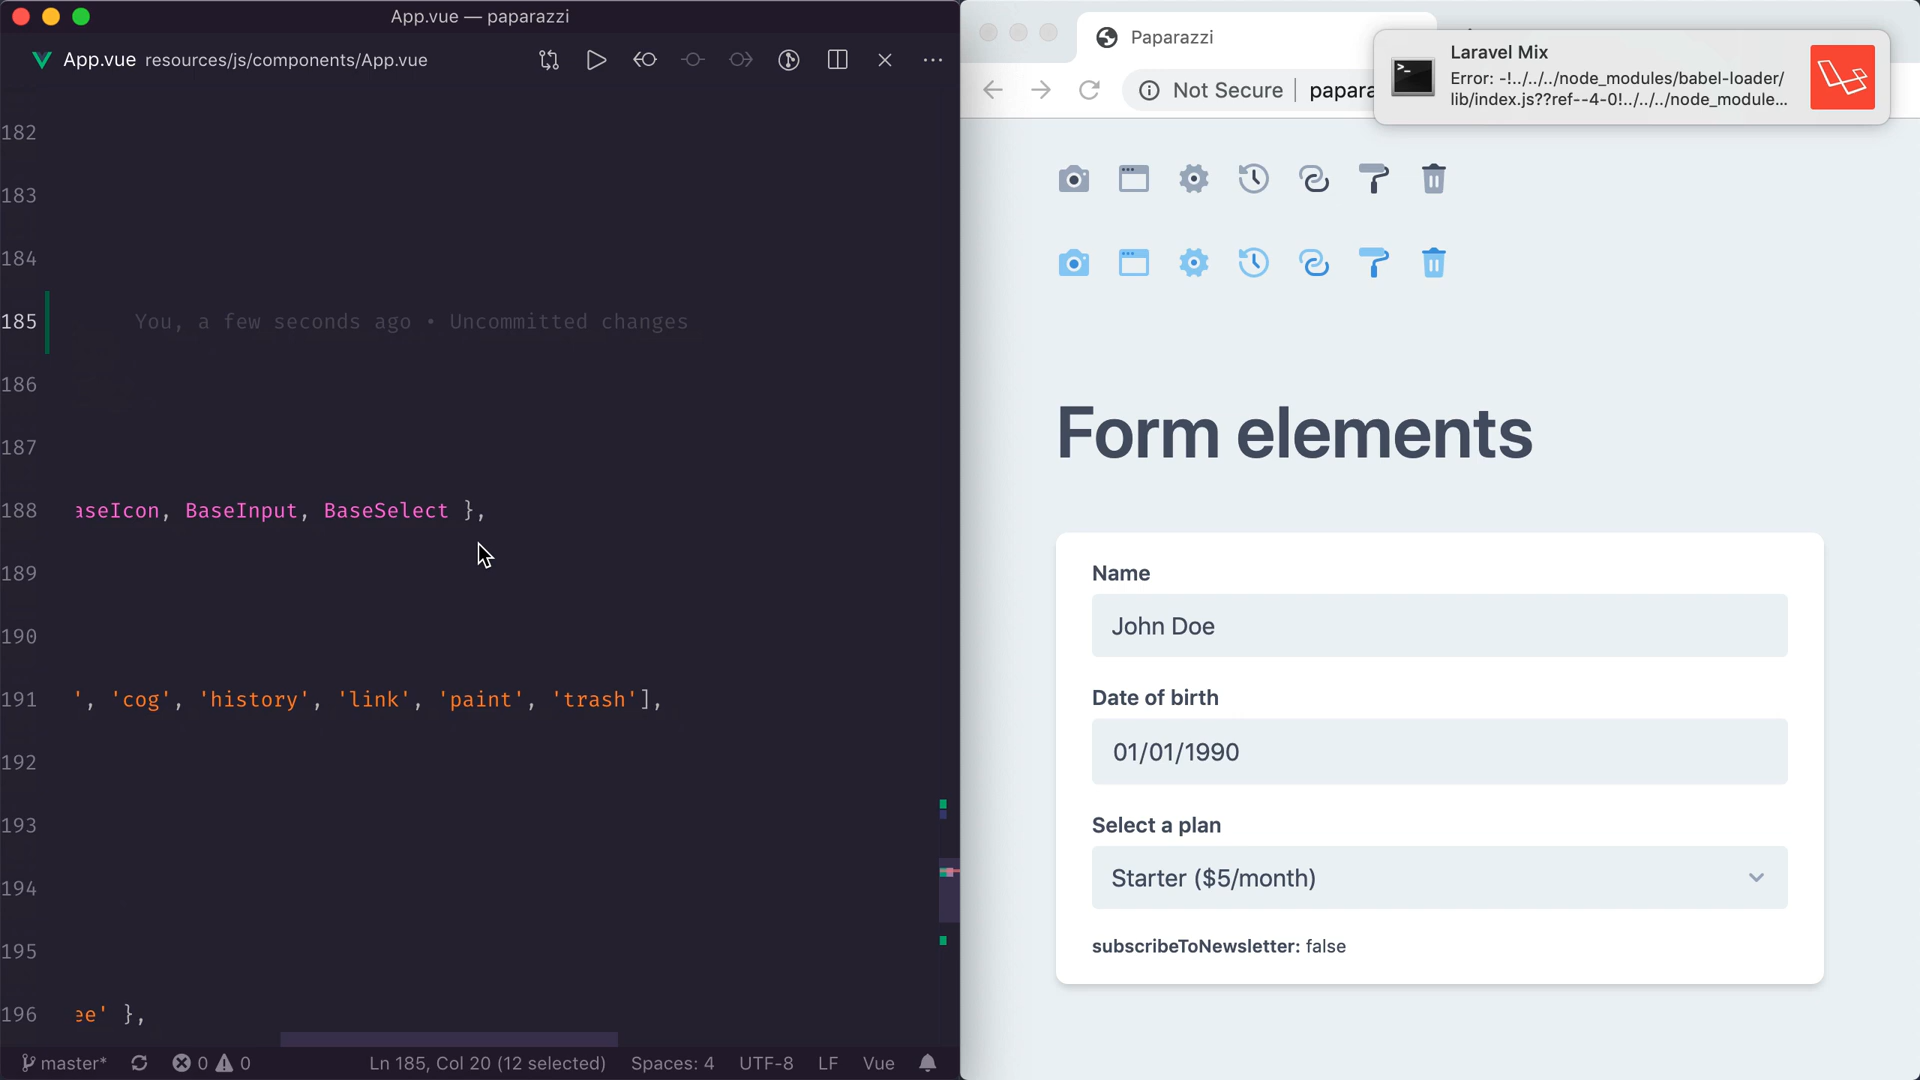 App.vue — paparazzi
App.vue resources/js/components/App.vue
182
183
184
185 You, a few seconds ago • Uncommitted changes
186
187
188 aseIcon, BaseInput, BaseSelect },
189
190
191 ', 'cog', 'history', 'link', 'paint', 'trash'],
192
193
194
195
196 ee' },
master* 0 0 Ln 185, Col 20 (12 selected) Spaces: 4 UTF-8 LF Vue
Paparazzi
Not Secure papara
Laravel Mix
Error: -!../../../node_modules/babel-loader/
lib/index.js??ref--4-0!../../../node_module...
Form elements
Name
John Doe
Date of birth
01/01/1990
Select a plan
Starter ($5/month)
subscribeToNewsletter: false